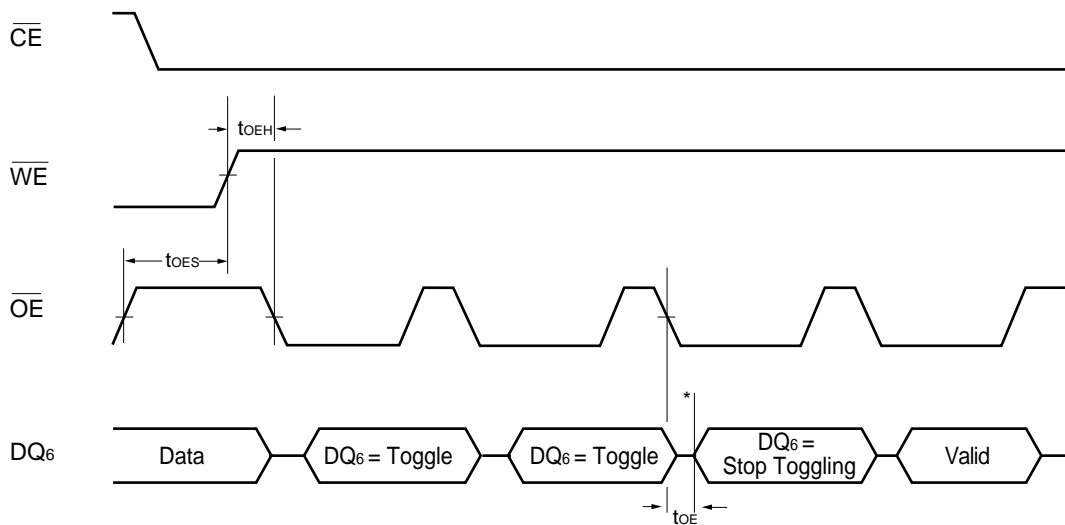 CE
tOEH
WE
tOES
OE
*
DQ6
Data
DQ6 = Toggle
DQ6 = Toggle
DQ6 =
Stop Toggling
Valid
tOE